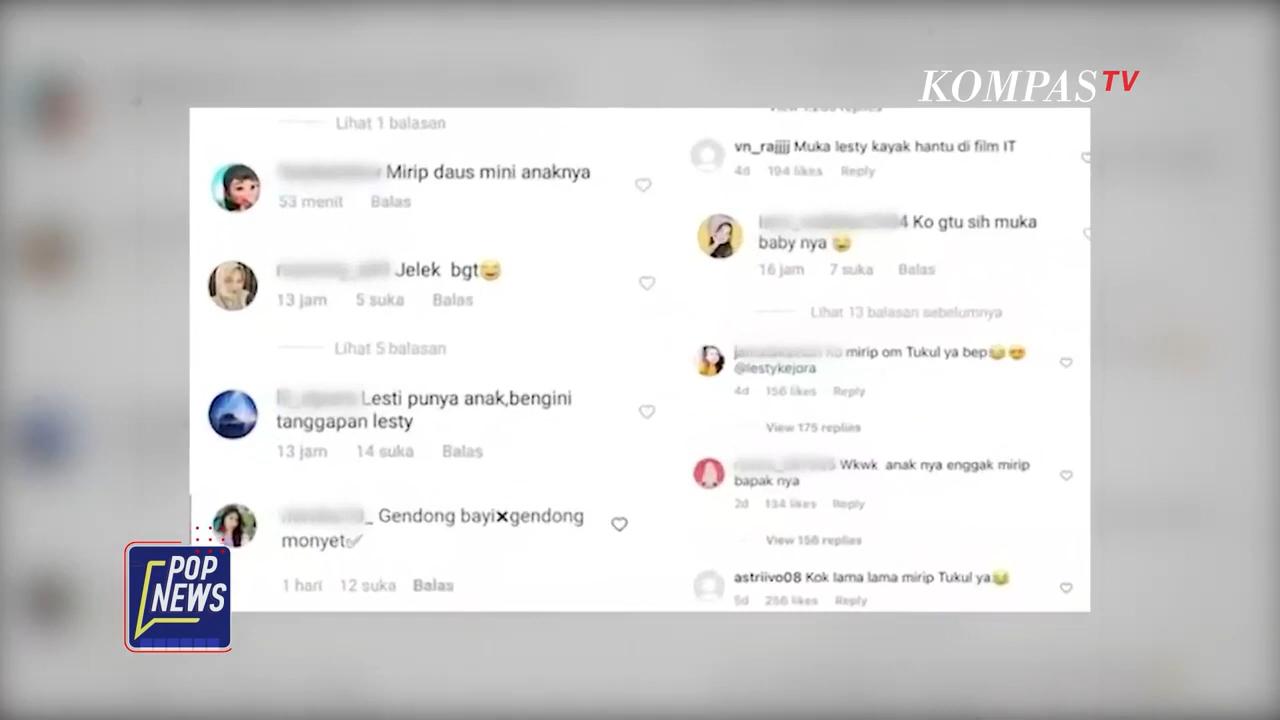 KOMPAS TV
Lihat 1 balasan
Mirip daus mini anaknya
53 menit Balas
Jelek bgt😅
13 jam 5 suka Balas
Lihat 5 balasan
Lesti punya anak,bengini
tanggapan lesty
13 jam 14 suka Balas
_ Gendong bayi❌gendong
monyet✅
1 hari 12 suka Balas
vn_rajjjj Muka lesty kayak hantu di film IT
4d 194 likes Reply
4 Ko gtu sih muka
baby nya 😅
16 jam 7 suka Balas
Lihat 13 balasan sebelumnya
mirip om Tukul ya bep😂😍
@lestykejora
4d 156 likes Reply
View 175 replies
Wkwk anak nya enggak mirip
bapak nya
2d 134 likes Reply
View 156 replies
astriivo08 Kok lama lama mirip Tukul ya😂
5d 256 likes Reply
POP
NEWS